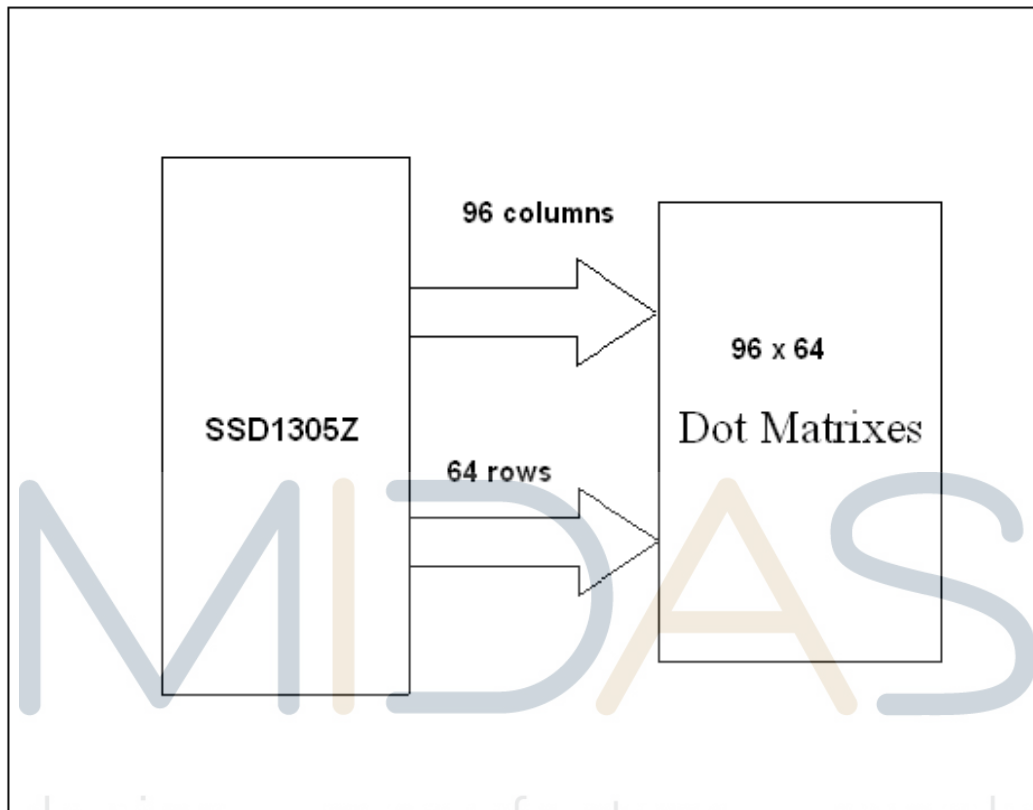 96 columns
96 x 64
SSD1305Z
Dot Matrixes
64 rows
MIDAS